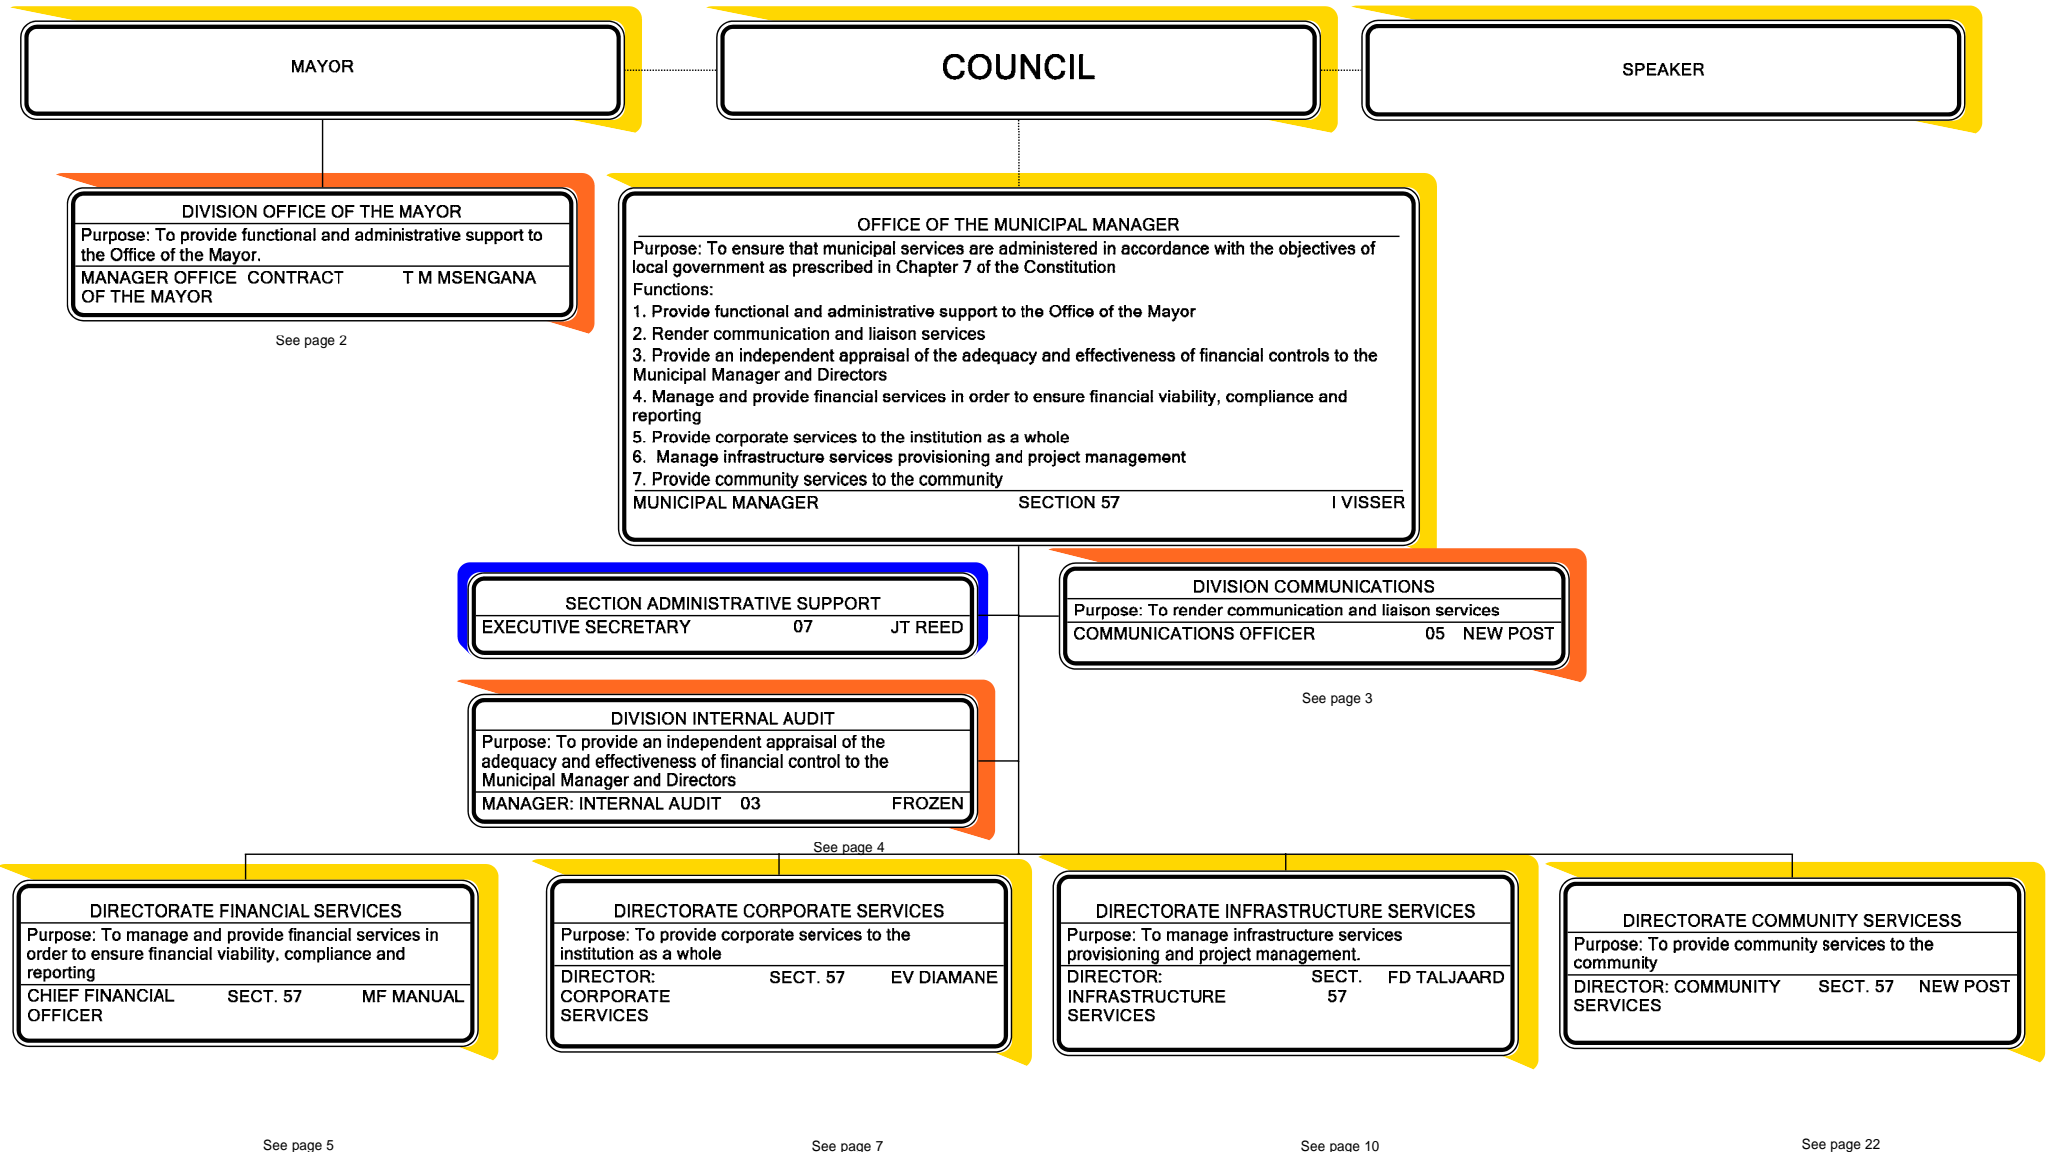 MAYOR
COUNCIL
SPEAKER
DIVISION OFFICE OF THE MAYOR
Purpose: To provide functional and administrative support to
the Office of the Mayor.
MANAGER OFFICE CONTRACT T M MSENGANA
OF THE MAYOR
See page 2
OFFICE OF THE MUNICIPAL MANAGER
Purpose: To ensure that municipal services are administered in accordance with the objectives of
local government as prescribed in Chapter 7 of the Constitution
Functions:
1. Provide functional and administrative support to the Office of the Mayor
2. Render communication and liaison services
3. Provide an independent appraisal of the adequacy and effectiveness of financial controls to the
Municipal Manager and Directors
4. Manage and provide financial services in order to ensure financial viability, compliance and
reporting
5. Provide corporate services to the institution as a whole
6. Manage infrastructure services provisioning and project management
7. Provide community services to the community
MUNICIPAL MANAGER SECTION 57 I VISSER
SECTION ADMINISTRATIVE SUPPORT
EXECUTIVE SECRETARY 07 JT REED
DIVISION COMMUNICATIONS
Purpose: To render communication and liaison services
COMMUNICATIONS OFFICER 05 NEW POST
See page 3
DIVISION INTERNAL AUDIT
Purpose: To provide an independent appraisal of the
adequacy and effectiveness of financial control to the
Municipal Manager and Directors
MANAGER: INTERNAL AUDIT 03 FROZEN
See page 4
DIRECTORATE FINANCIAL SERVICES
Purpose: To manage and provide financial services in
order to ensure financial viability, compliance and
reporting
CHIEF FINANCIAL SECT. 57 MF MANUAL
OFFICER
See page 5
DIRECTORATE CORPORATE SERVICES
Purpose: To provide corporate services to the
institution as a whole
DIRECTOR: SECT. 57 EV DIAMANE
CORPORATE
SERVICES
See page 7
DIRECTORATE INFRASTRUCTURE SERVICES
Purpose: To manage infrastructure services
provisioning and project management.
DIRECTOR: SECT. FD TALJAARD
INFRASTRUCTURE 57
SERVICES
See page 10
DIRECTORATE COMMUNITY SERVICESS
Purpose: To provide community services to the
community
DIRECTOR: COMMUNITY SECT. 57 NEW POST
SERVICES
See page 22